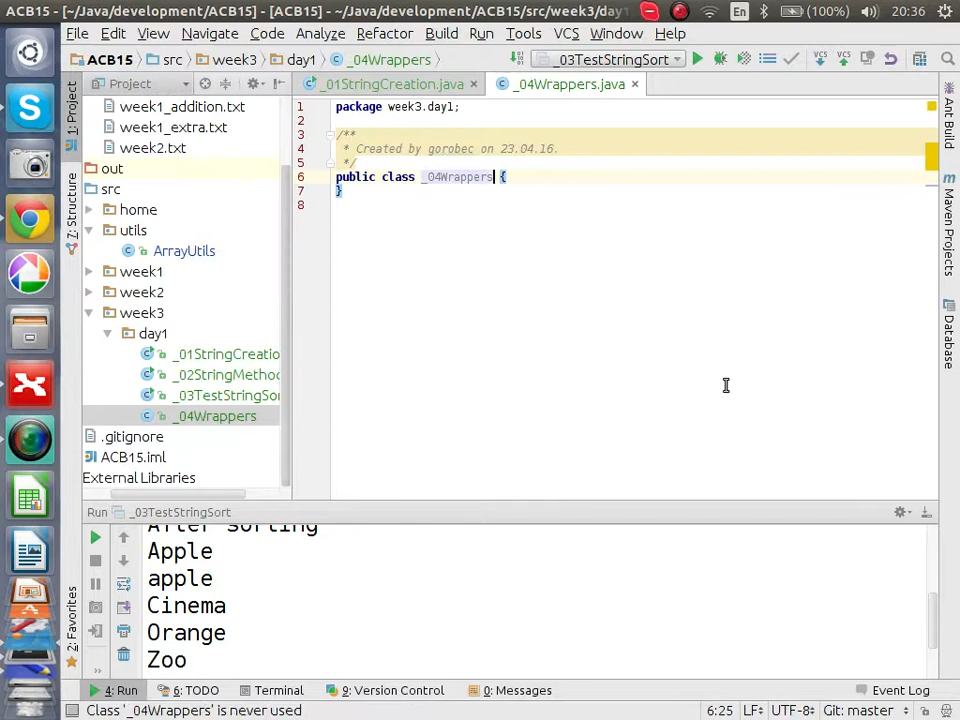 ACB15 - [~/Java/development/ACB15] - [ACB15] - ~/Java/development/ACB15/src/week3/day1
En
(100%)
20:36
File Edit View Navigate Code Analyze Refactor Build Run Tools VCS Window Help
ACB15 src week3 day1 _04Wrappers
_03TestStringSort
VCS VCS
Project
_01StringCreation.java
_04Wrappers.java
1: Project
7: Structure
2: Favorites
week1_addition.txt
week1_extra.txt
week2.txt
out
src
home
utils
ArrayUtils
week1
week2
week3
day1
_01StringCreatio
_02StringMethod
_03TestStringSor
_04Wrappers
.gitignore
ACB15.iml
External Libraries
1 package week3.day1;
2
3 /**
4 * Created by gorobec on 23.04.16.
5 */
6 public class _04Wrappers {
7 }
8
Ant Build
Maven Projects
Database
Run _03TestStringSort
After sorting
Apple
apple
Cinema
Orange
Zoo
4: Run 6: TODO Terminal 9: Version Control 0: Messages Event Log
Class '_04Wrappers' is never used
6:25 LF UTF-8 Git: master